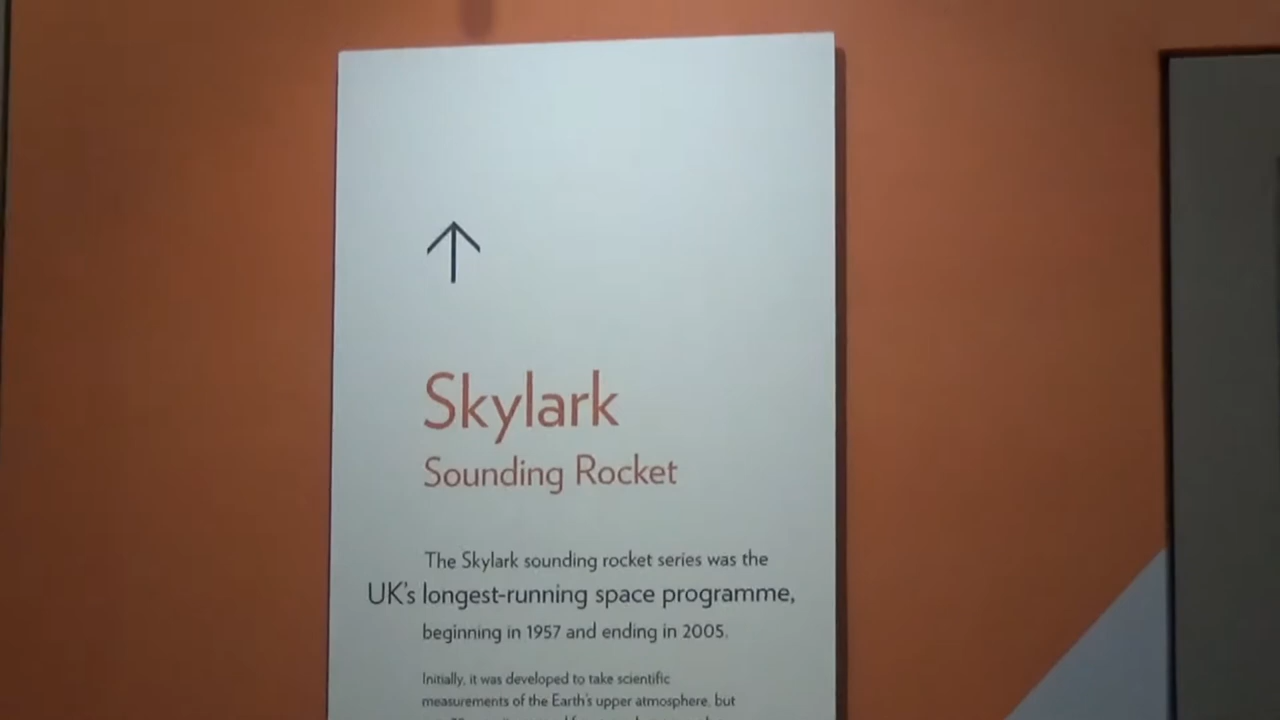 Skylark
Sounding Rocket
The Skylark sounding rocket series was the
UK's longest-running space programme,
beginning in 1957 and ending in 2005.
Initially, it was developed to take scientific
measurements of the Earth's upper atmosphere, but